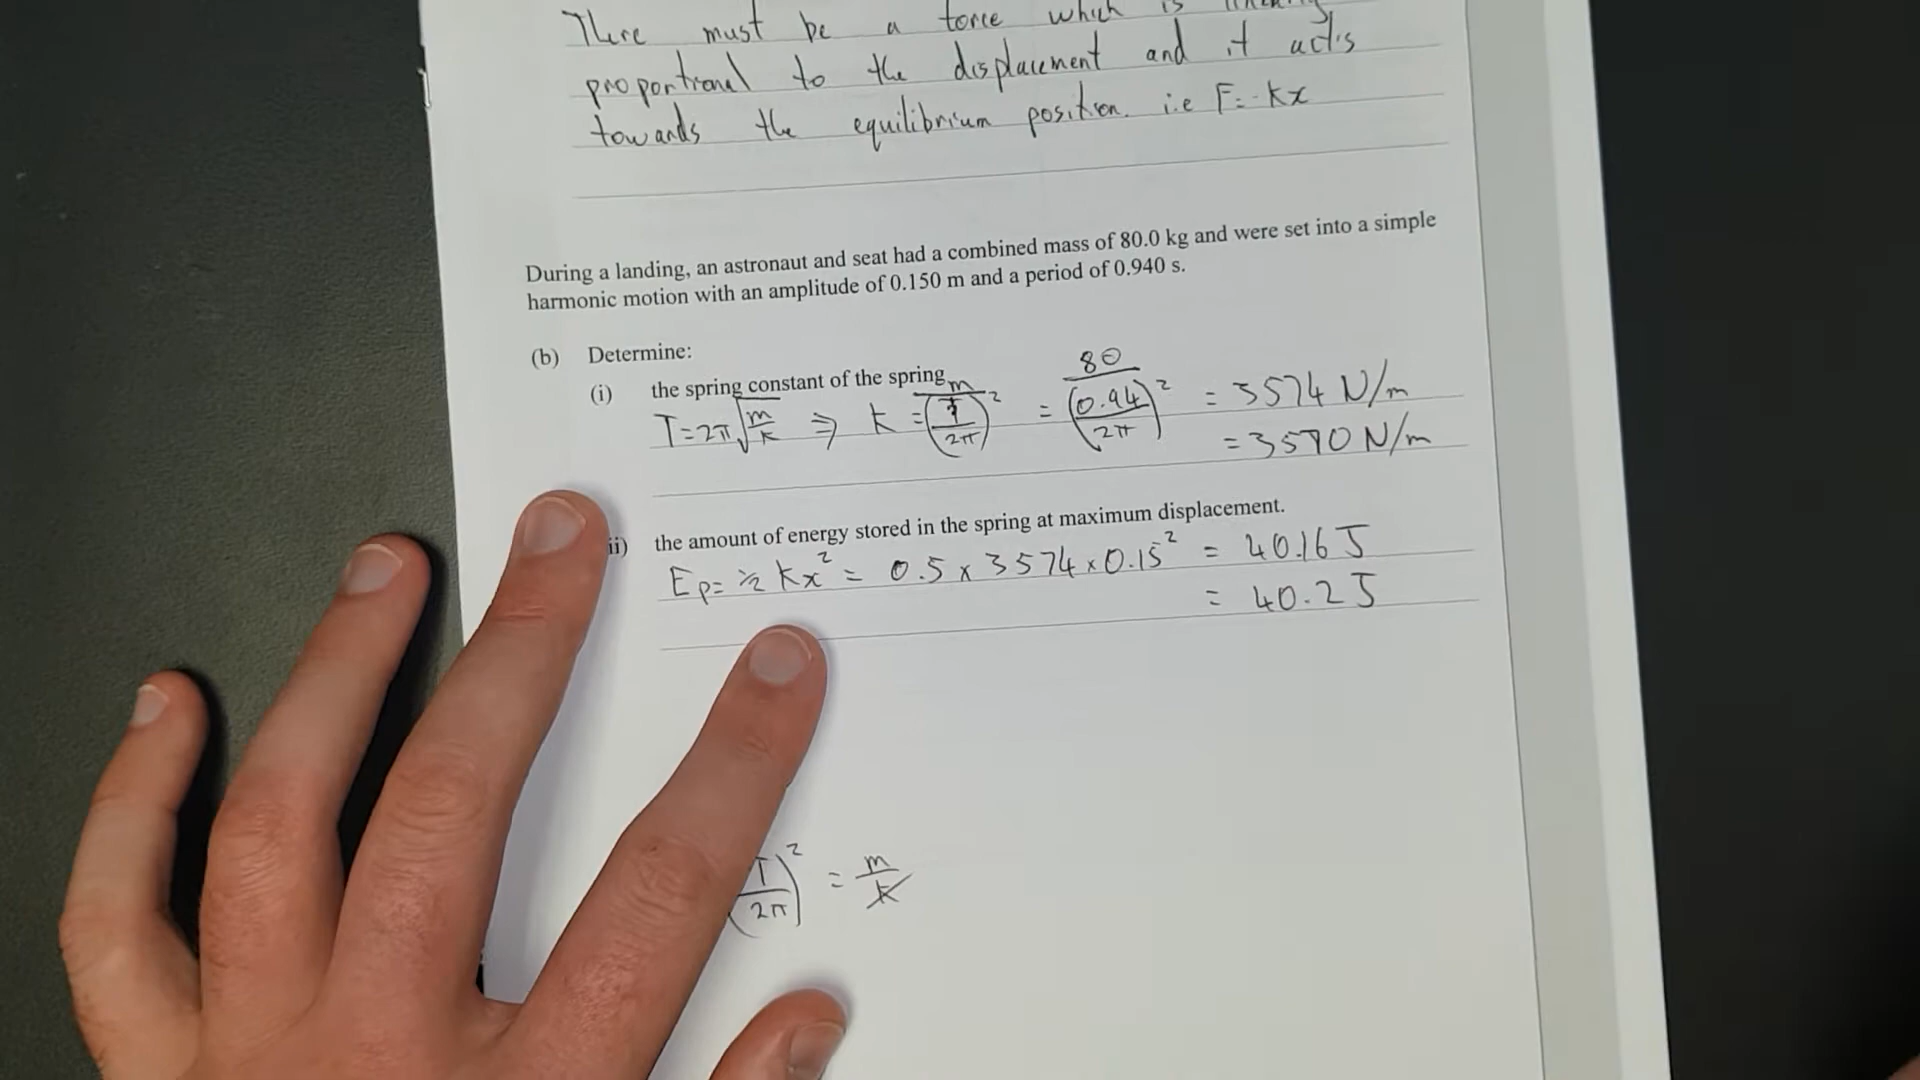 There must be a force which is
proportional to the displacement and it acts
towards the equilibrium position. i.e F=-kx
During a landing, an astronaut and seat had a combined mass of 80.0 kg and were set into a simple
harmonic motion with an amplitude of 0.150 m and a period of 0.940 s.
(b) Determine:
(i) the spring constant of the spring
T=2π√(m/k) ⇒ k = m/(T/2π)² = 80/(0.94/2π)² = 3574 N/m
= 3570 N/m
ii) the amount of energy stored in the spring at maximum displacement.
Ep= ½ kx² = 0.5 x 3574 x 0.15² = 40.16 J
= 40.2 J
(T/2π)² = m/k